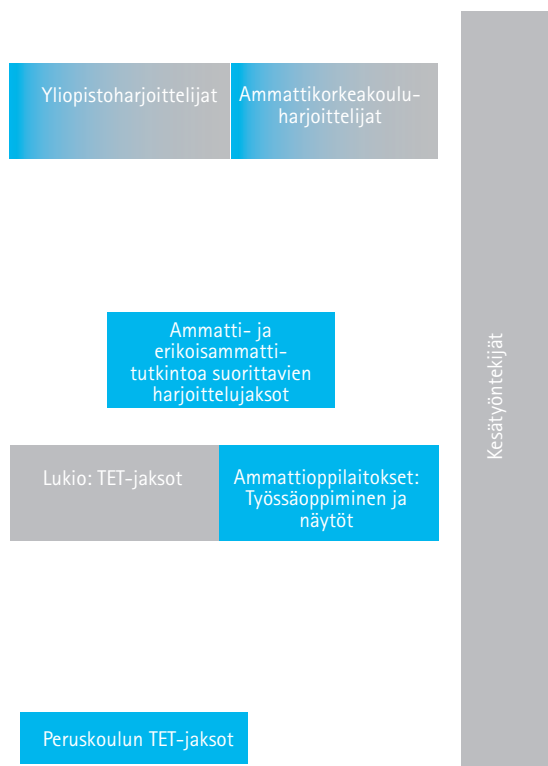 Yliopistoharjoittelijat
Ammattikorkeakoulu-
harjoittelijat
Ammatti- ja
erikoisammatti-
tutkintoa suorittavien
harjoittelujaksot
Lukio: TET-jaksot
Ammattioppilaitokset:
Työssäoppiminen ja
näytöt
Peruskoulun TET-jaksot
Kesätyöntekijät